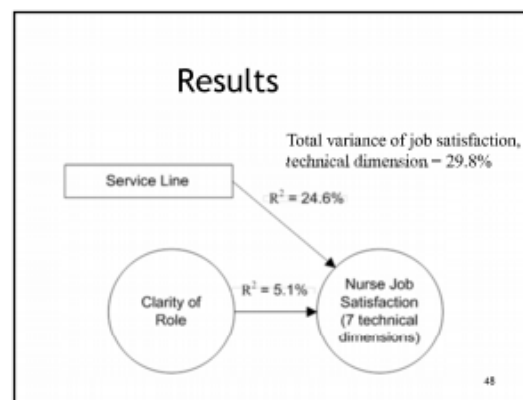 Results
Total variance of job satisfaction,
technical dimension = 29.8%
Service Line
R² = 24.6%
R² = 5.1%
Clarity of
Role
Nurse Job
Satisfaction
(7 technical
dimensions)
48